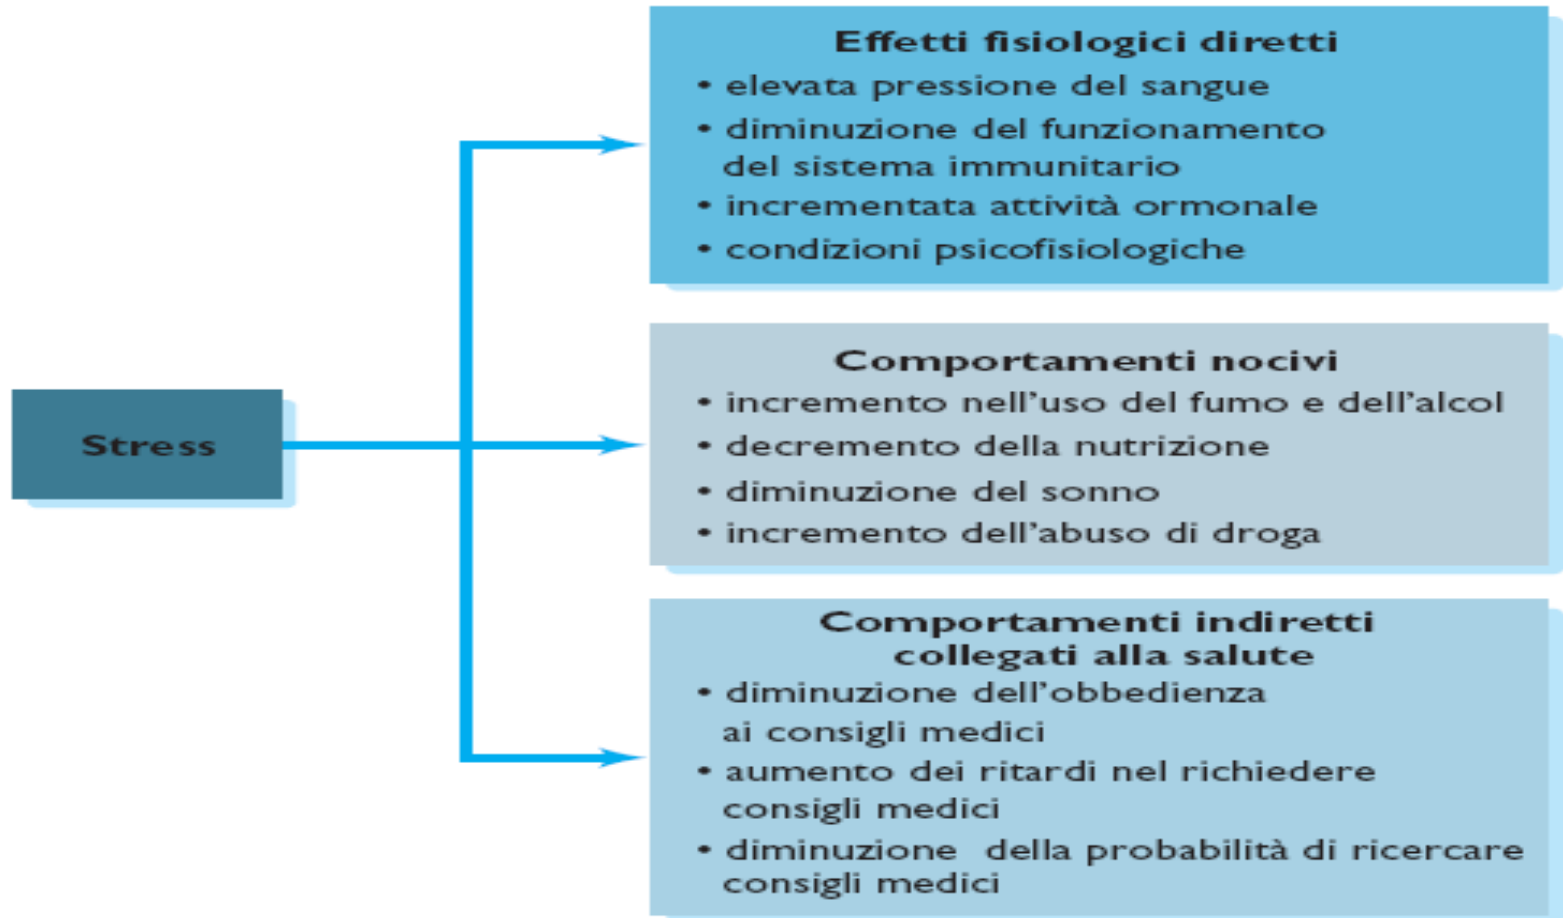 Effetti fisiologici diretti
• elevata pressione del sangue
• diminuzione del funzionamento
del sistema immunitario
• incrementata attività ormonale
• condizioni psicofisiologiche
Stress
Comportamenti nocivi
• incremento nell’uso del fumo e dell’alcol
• decremento della nutrizione
• diminuzione del sonno
• incremento dell’abuso di droga
Comportamenti indiretti
collegati alla salute
• diminuzione dell’obbedienza
ai consigli medici
• aumento dei ritardi nel richiedere
consigli medici
• diminuzione della probabilità di ricercare
consigli medici